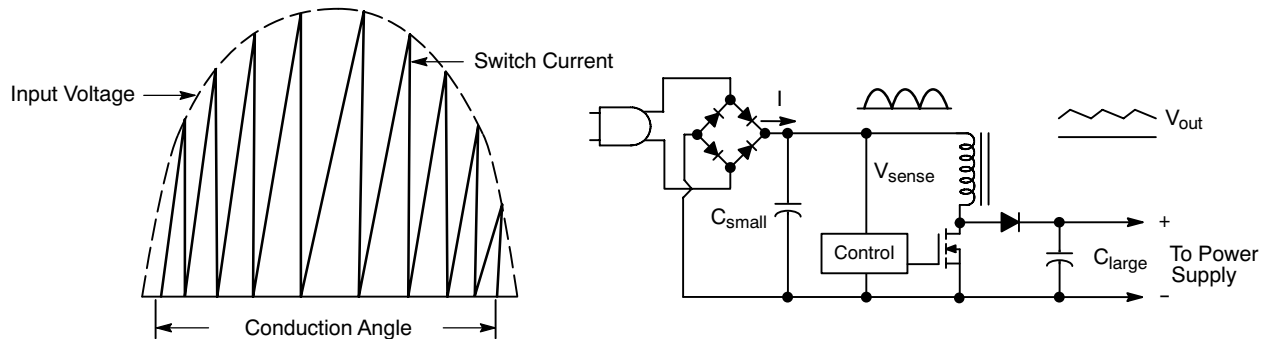 Input Voltage
Switch Current
Conduction Angle
I
V_sense
C_small
Control
V_out
+
C_large
To Power
Supply
−